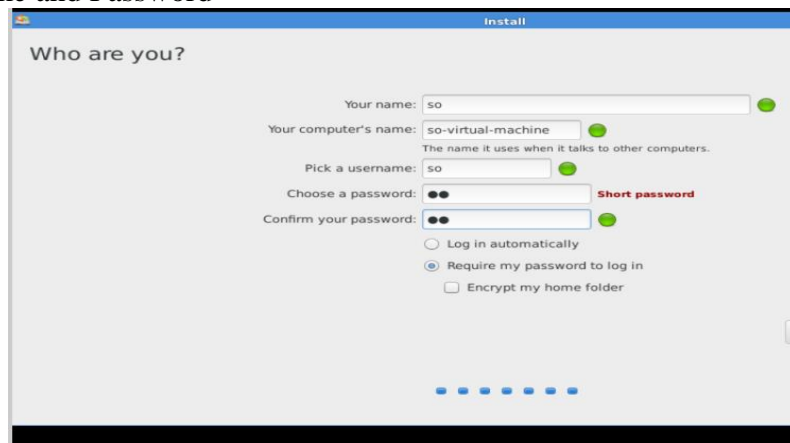 me and Password
Install
Who are you?
Your name: so
Your computer's name: so-virtual-machine
The name it uses when it talks to other computers.
Pick a username: so
Choose a password: ●● Short password
Confirm your password: ●●
Log in automatically
Require my password to log in
Encrypt my home folder